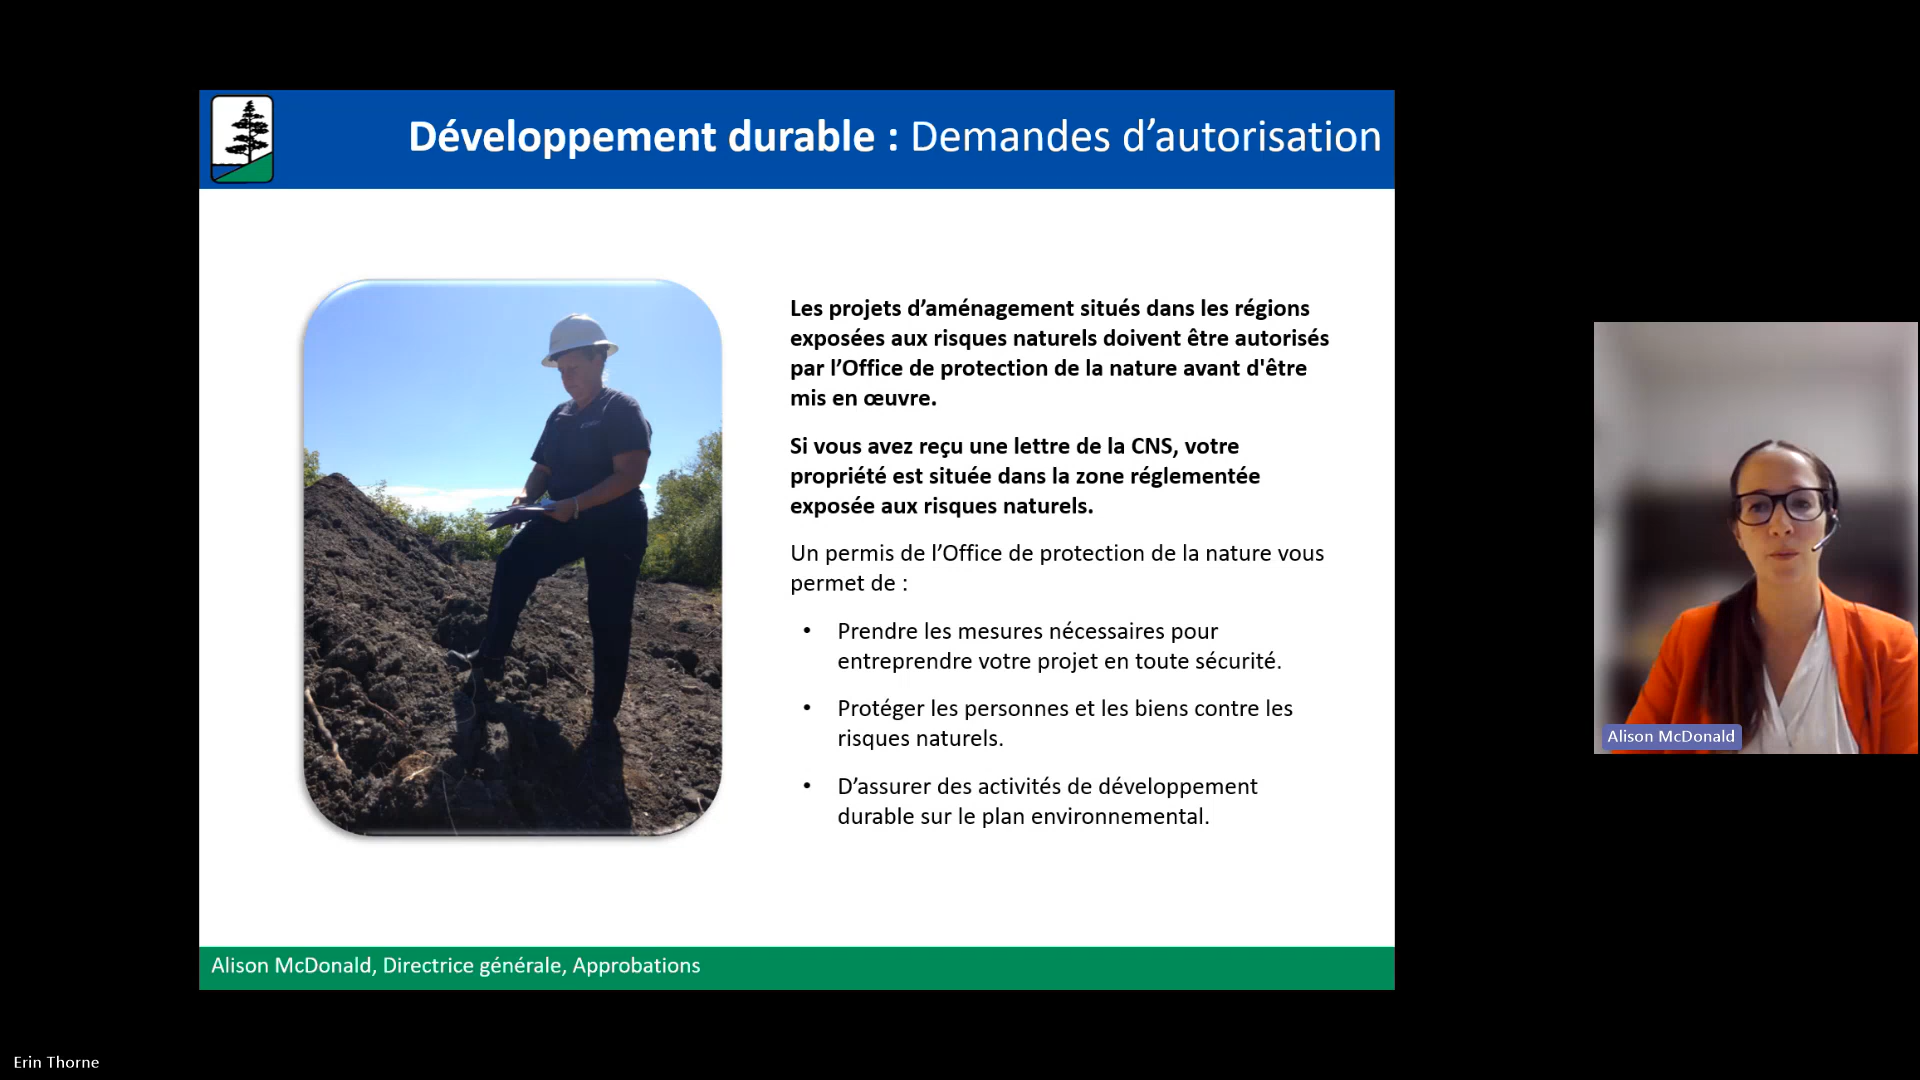 Développement durable : Demandes d’autorisation
Les projets d’aménagement situés dans les régions
exposées aux risques naturels doivent être autorisés
par l’Office de protection de la nature avant d'être
mis en œuvre.
Si vous avez reçu une lettre de la CNS, votre
propriété est située dans la zone réglementée
exposée aux risques naturels.
Un permis de l’Office de protection de la nature vous
permet de :
• Prendre les mesures nécessaires pour
entreprendre votre projet en toute sécurité.
• Protéger les personnes et les biens contre les
risques naturels.
• D’assurer des activités de développement
durable sur le plan environnemental.
Alison McDonald, Directrice générale, Approbations
Alison McDonald
Erin Thorne